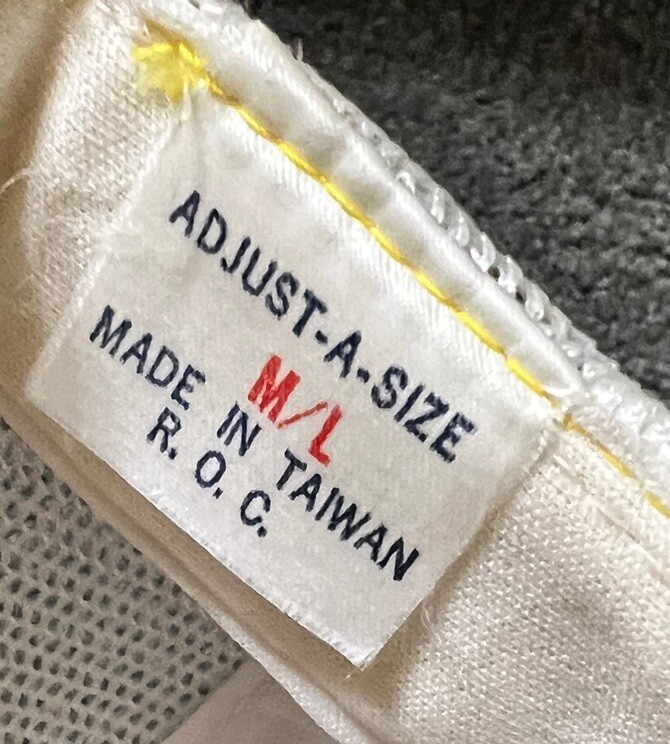 ADJUST-A-SIZE
M/L
MADE IN TAIWAN
R. O. C.